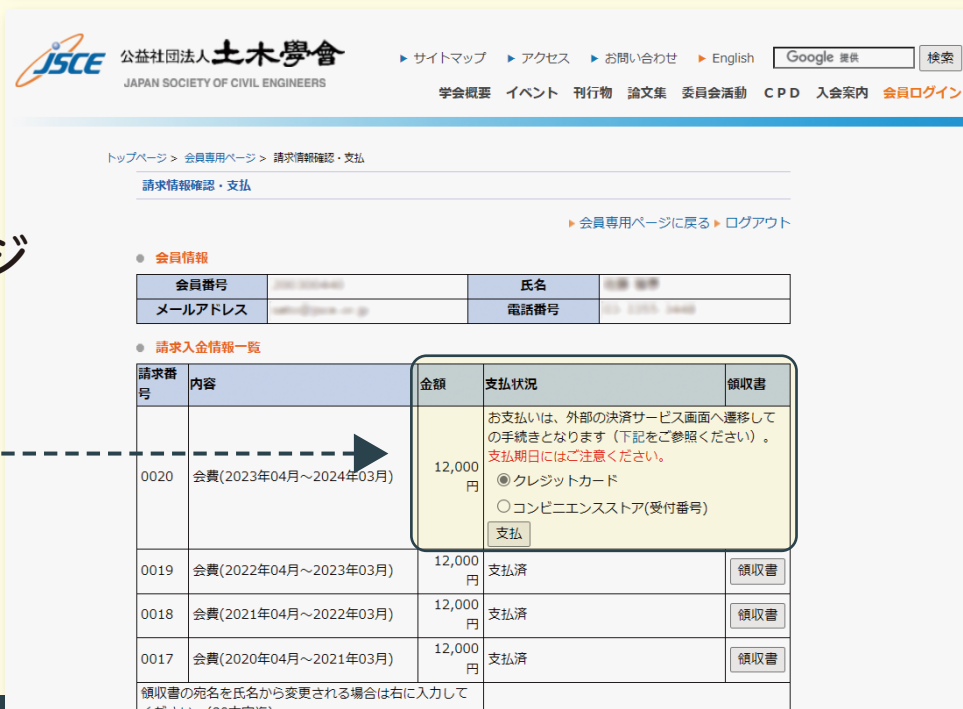 JSCE 公益社団法人 土木學會
JAPAN SOCIETY OF CIVIL ENGINEERS
サイトマップ アクセス お問い合わせ English Google 提供 検索
学会概要 イベント 刊行物 論文集 委員会活動 CPD 入会案内 会員ログイン
トップページ > 会員専用ページ > 請求情報確認・支払
請求情報確認・支払
会員専用ページに戻る ログアウト
ジ
会員情報
会員番号 氏名
メールアドレス 電話番号
請求入金情報一覧
請求番
号
内容 金額 支払状況 領収書
0020 会費(2023年04月～2024年03月)
12,000
円
お支払いは、外部の決済サービス画面へ遷移して
の手続きとなります（下記をご参照ください）。
支払期日にはご注意ください。
クレジットカード
コンビニエンスストア(受付番号)
支払
0019 会費(2022年04月～2023年03月) 12,000
円
支払済 領収書
0018 会費(2021年04月～2022年03月) 12,000
円
支払済 領収書
0017 会費(2020年04月～2021年03月) 12,000
円
支払済 領収書
領収書の宛名を氏名から変更される場合は右に入力して